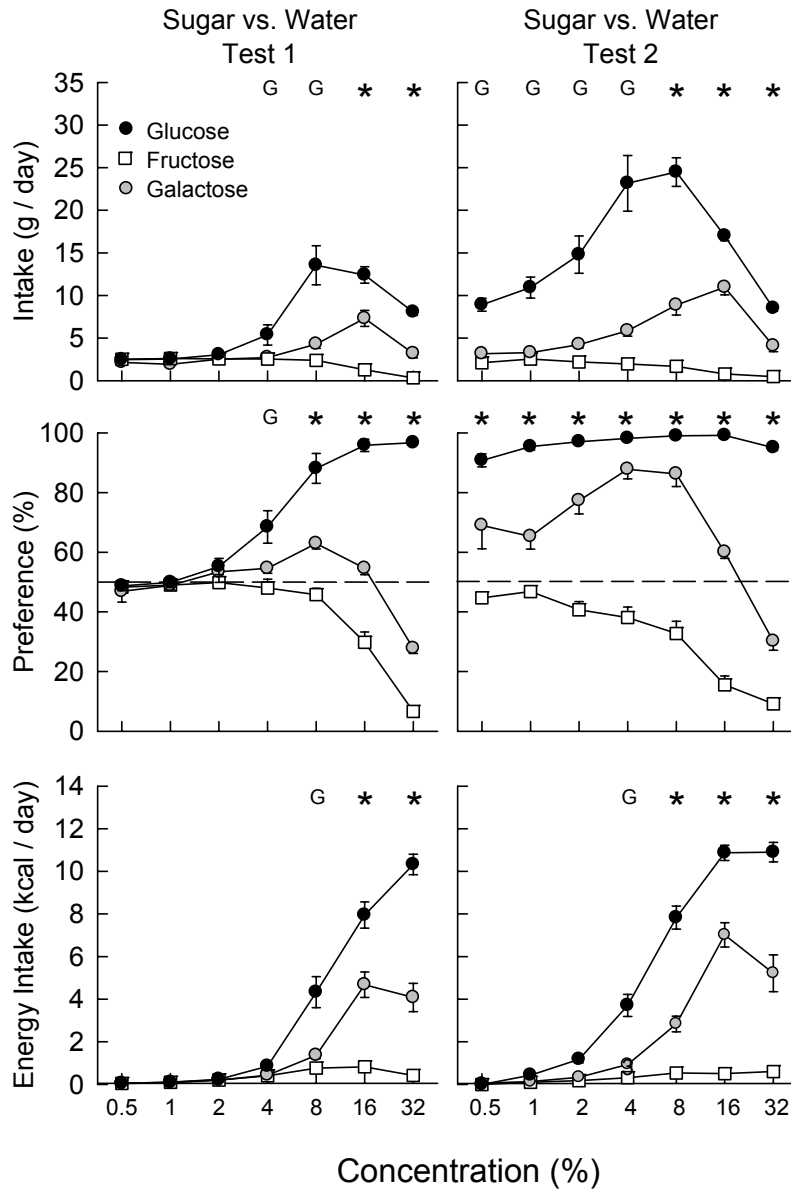 Sugar vs. Water
Test 1
Sugar vs. Water
Test 2
Intake (g / day)
35
30
25
20
15
10
5
0
G G * *
Glucose
Fructose
Galactose
G G G G * * *
Preference (%)
100
80
60
40
20
0
G * * *
* * * * * * *
Energy Intake (kcal / day)
14
12
10
8
6
4
2
0
G * *
G * * *
0.5 1 2 4 8 16 32
0.5 1 2 4 8 16 32
Concentration (%)